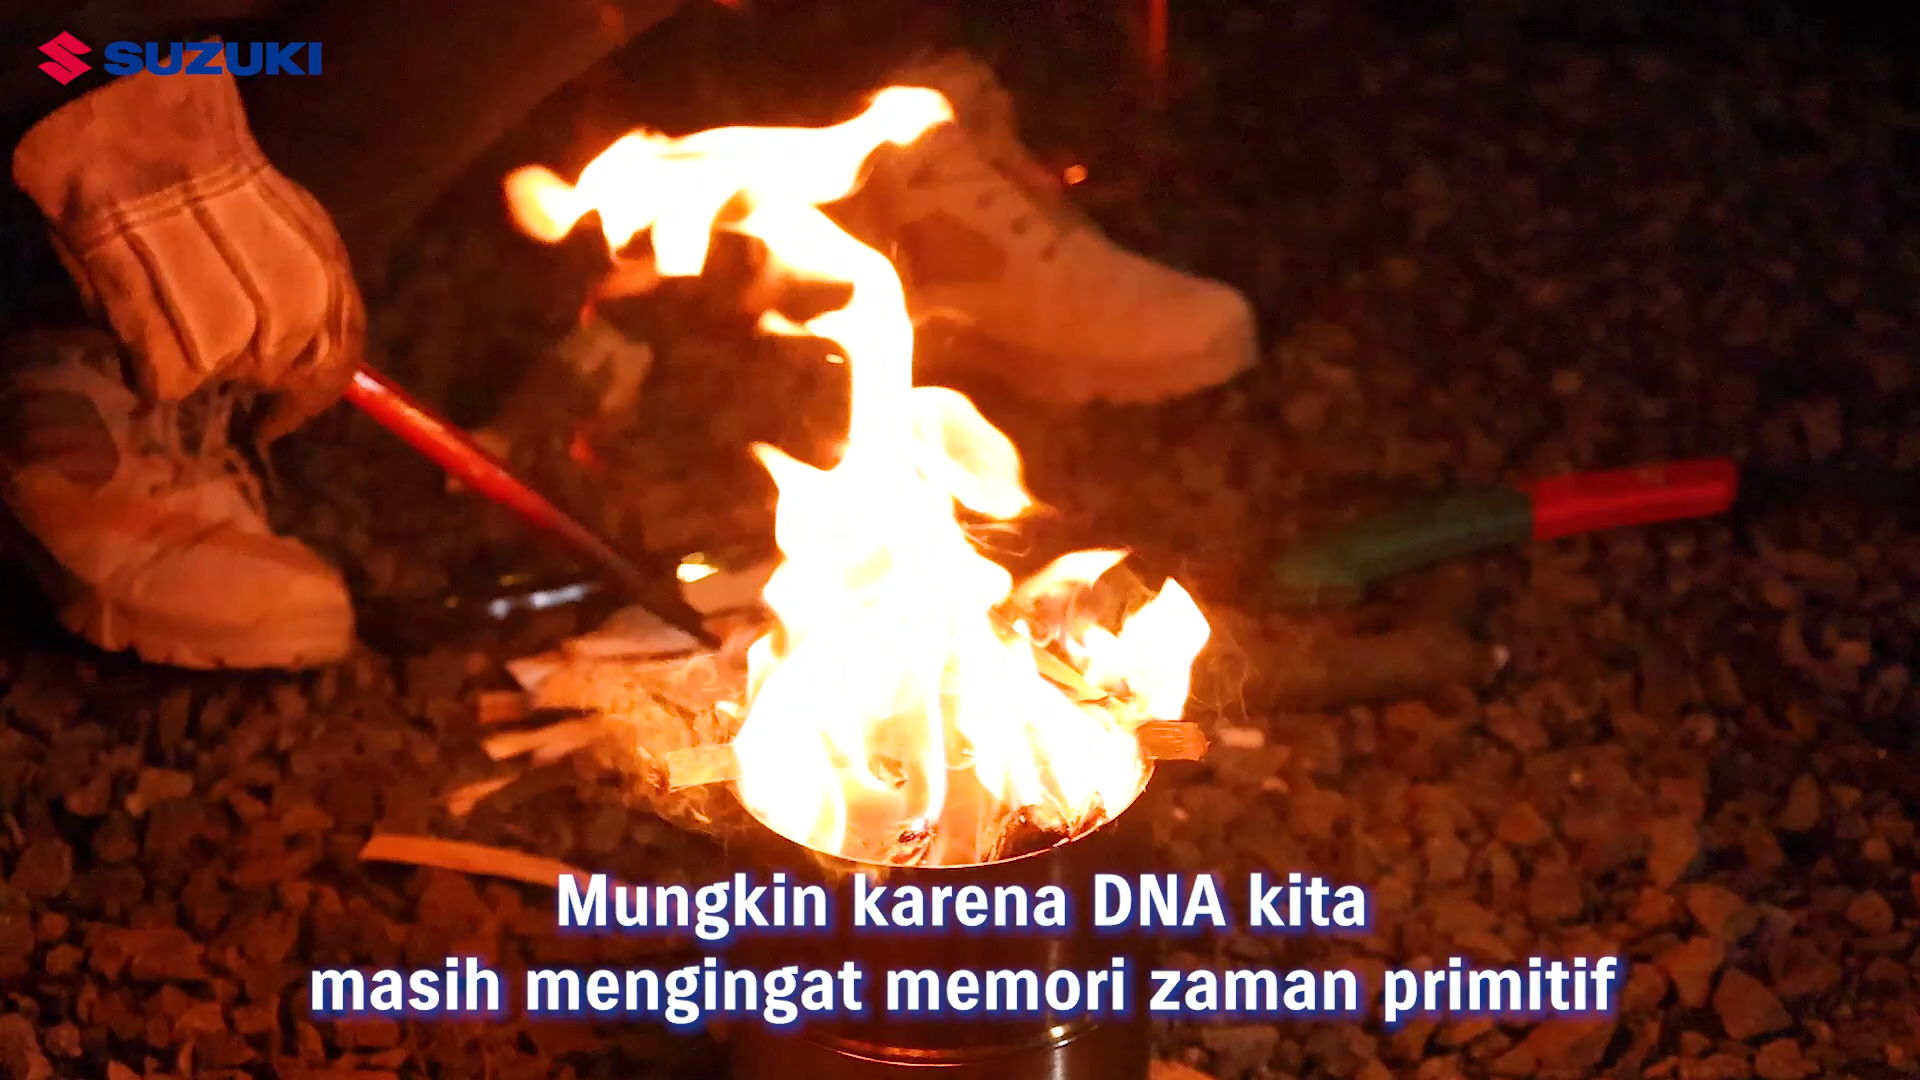 SUZUKI
Mungkin karena DNA kita
masih mengingat memori zaman primitif